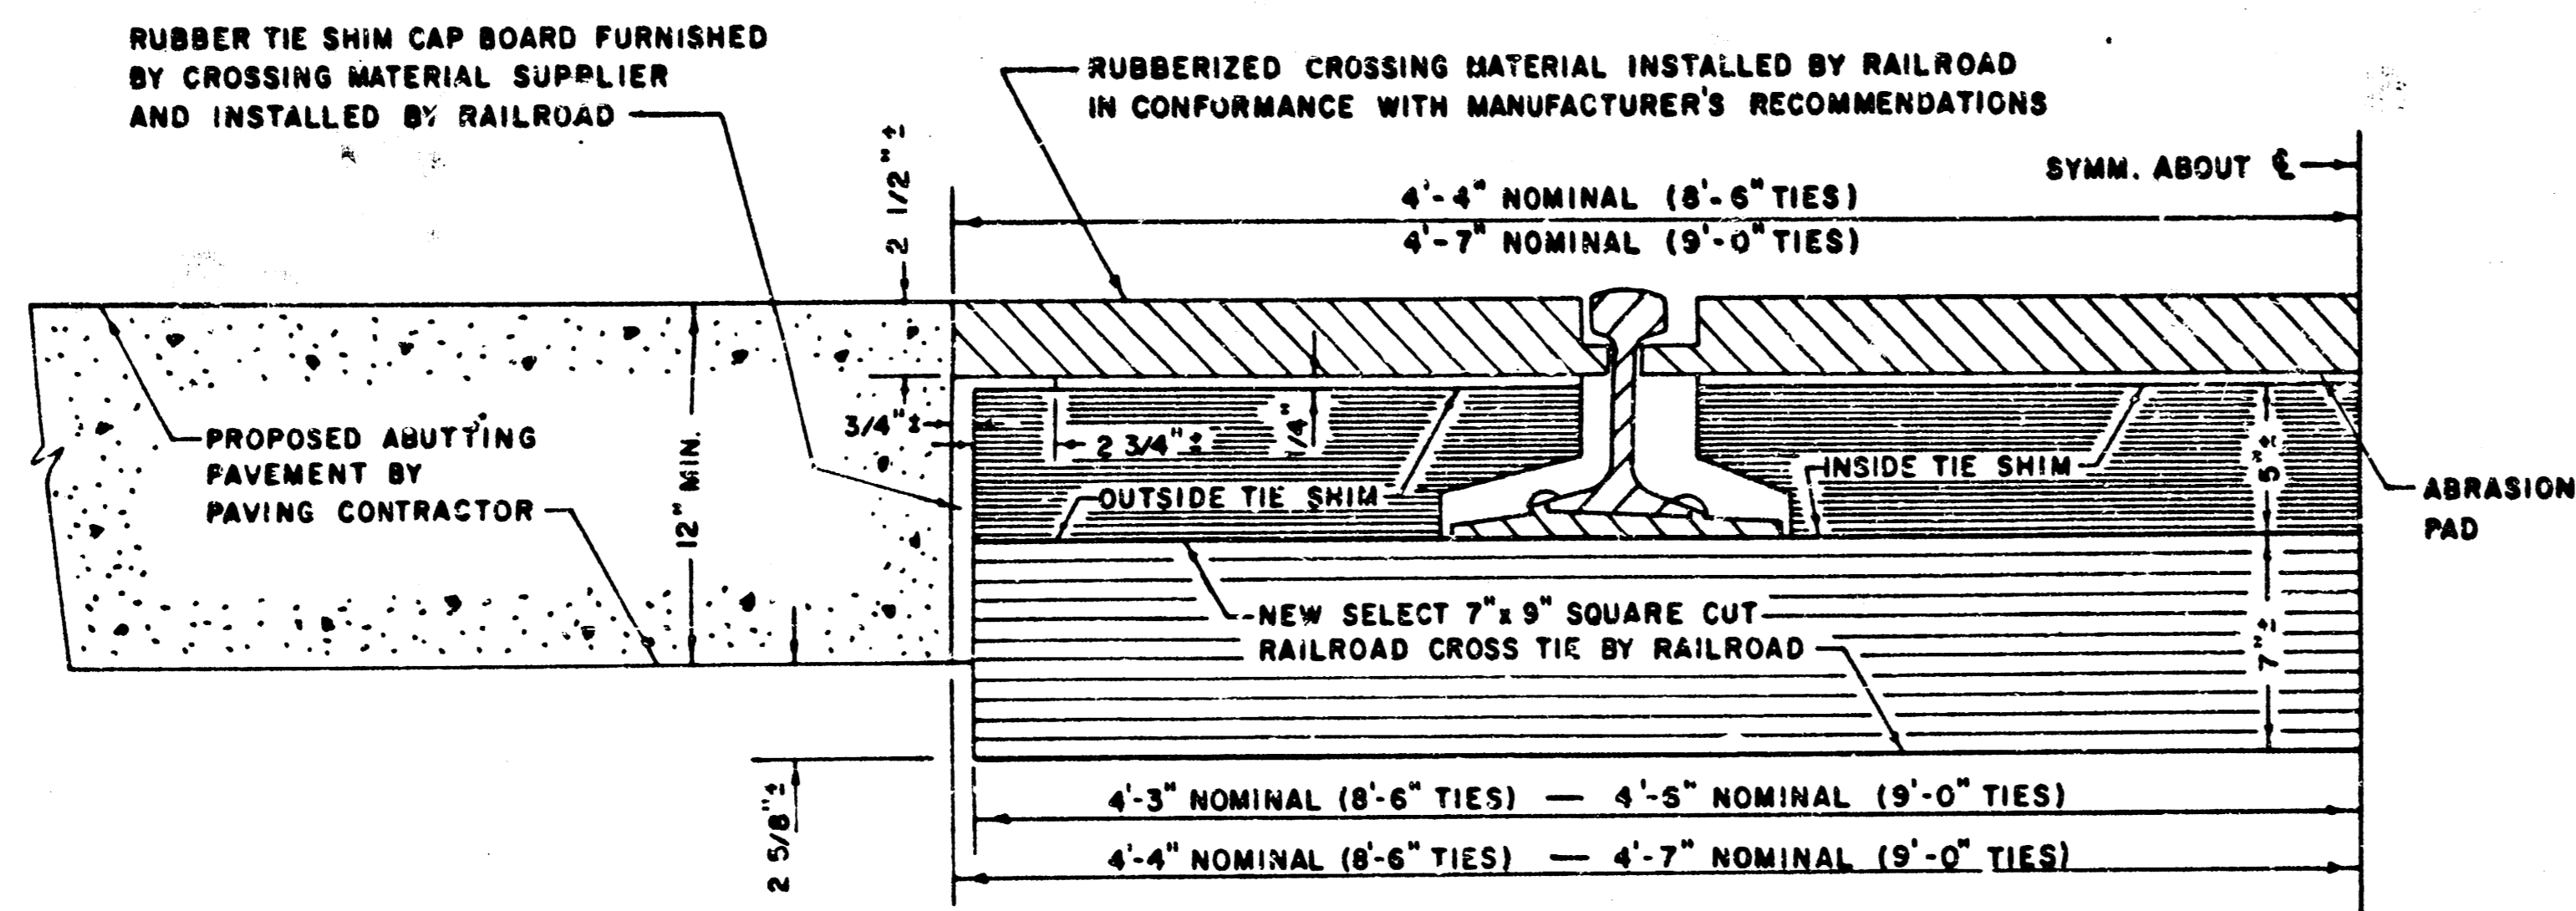 RUBBER TIE SHIM CAP BOARD FURNISHED
BY CROSSING MATERIAL SUPPLIER
AND INSTALLED BY RAILROAD
RUBBERIZED CROSSING MATERIAL INSTALLED BY RAILROAD
IN CONFORMANCE WITH MANUFACTURER'S RECOMMENDATIONS
SYMM. ABOUT ℄
2 1/2" ±
4'-4" NOMINAL (8'-6" TIES)
4'-7" NOMINAL (9'-0" TIES)
3/4" ±
2 3/4" ±
1/4"
PROPOSED ABUTTING
PAVEMENT BY
PAVING CONTRACTOR
12" MIN.
OUTSIDE TIE SHIM
INSIDE TIE SHIM
5" ±
ABRASION
PAD
NEW SELECT 7" x 9" SQUARE CUT
RAILROAD CROSS TIE BY RAILROAD
7" ±
2 5/8" ±
4'-3" NOMINAL (8'-6" TIES) — NOMINAL (9'-0" TIES)
4'-4" NOMINAL (8'-6" TIES) — 4'-7" NOMINAL (9'-0" TIES)